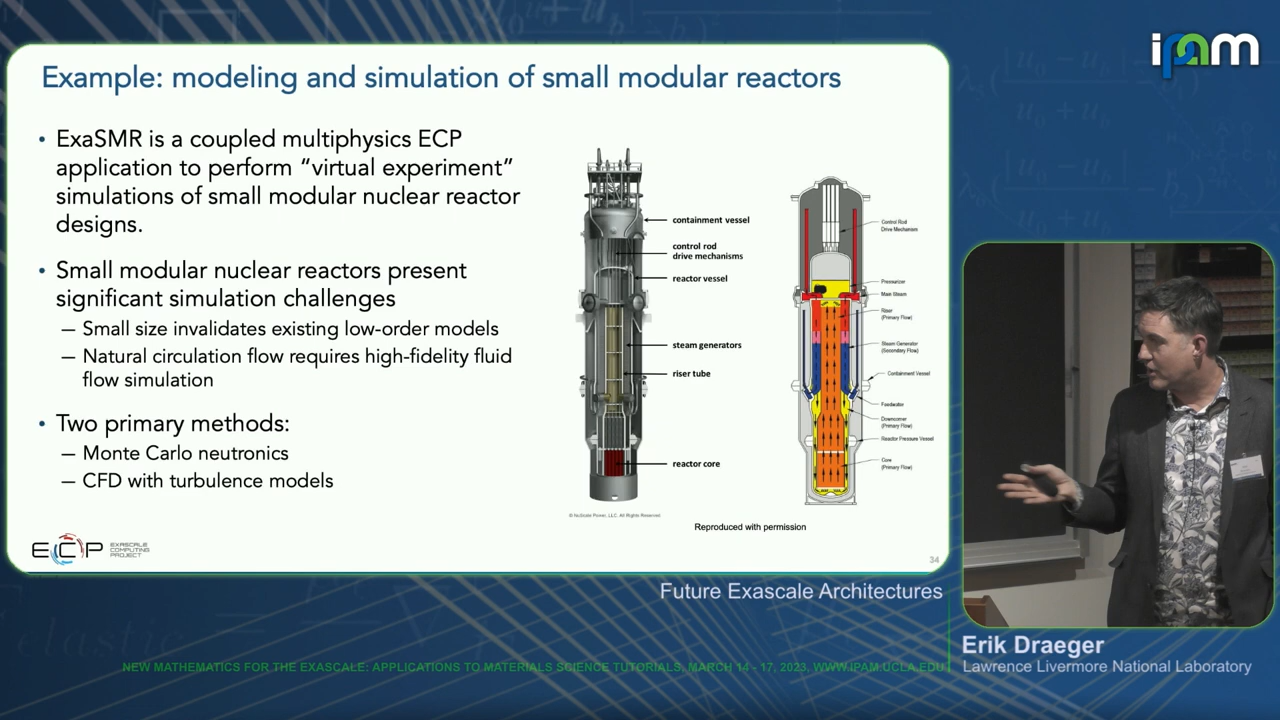 ipam
Example: modeling and simulation of small modular reactors
• ExaSMR is a coupled multiphysics ECP
application to perform “virtual experiment”
simulations of small modular nuclear reactor
designs.
• Small modular nuclear reactors present
significant simulation challenges
— Small size invalidates existing low-order models
— Natural circulation flow requires high-fidelity fluid
flow simulation
• Two primary methods:
— Monte Carlo neutronics
— CFD with turbulence models
containment vessel
control rod
drive mechanisms
reactor vessel
steam generators
riser tube
reactor core
© NuScale Power, LLC. All Rights Reserved.
Control Rod
Drive Mechanism
Pressurizer
Main Steam
Riser
(Primary Flow)
Steam Generator
(Secondary Flow)
Containment Vessel
Feedwater
Downcomer
(Primary Flow)
Reactor Pressure Vessel
Core
(Primary Flow)
Reproduced with permission
ECP EXASCALE
COMPUTING
PROJECT
34
Future Exascale Architectures
Erik Draeger
Lawrence Livermore National Laboratory
NEW MATHEMATICS FOR THE EXASCALE: APPLICATIONS TO MATERIALS SCIENCE TUTORIALS, MARCH 14 - 17, 2023, WWW.IPAM.UCLA.EDU
elastic